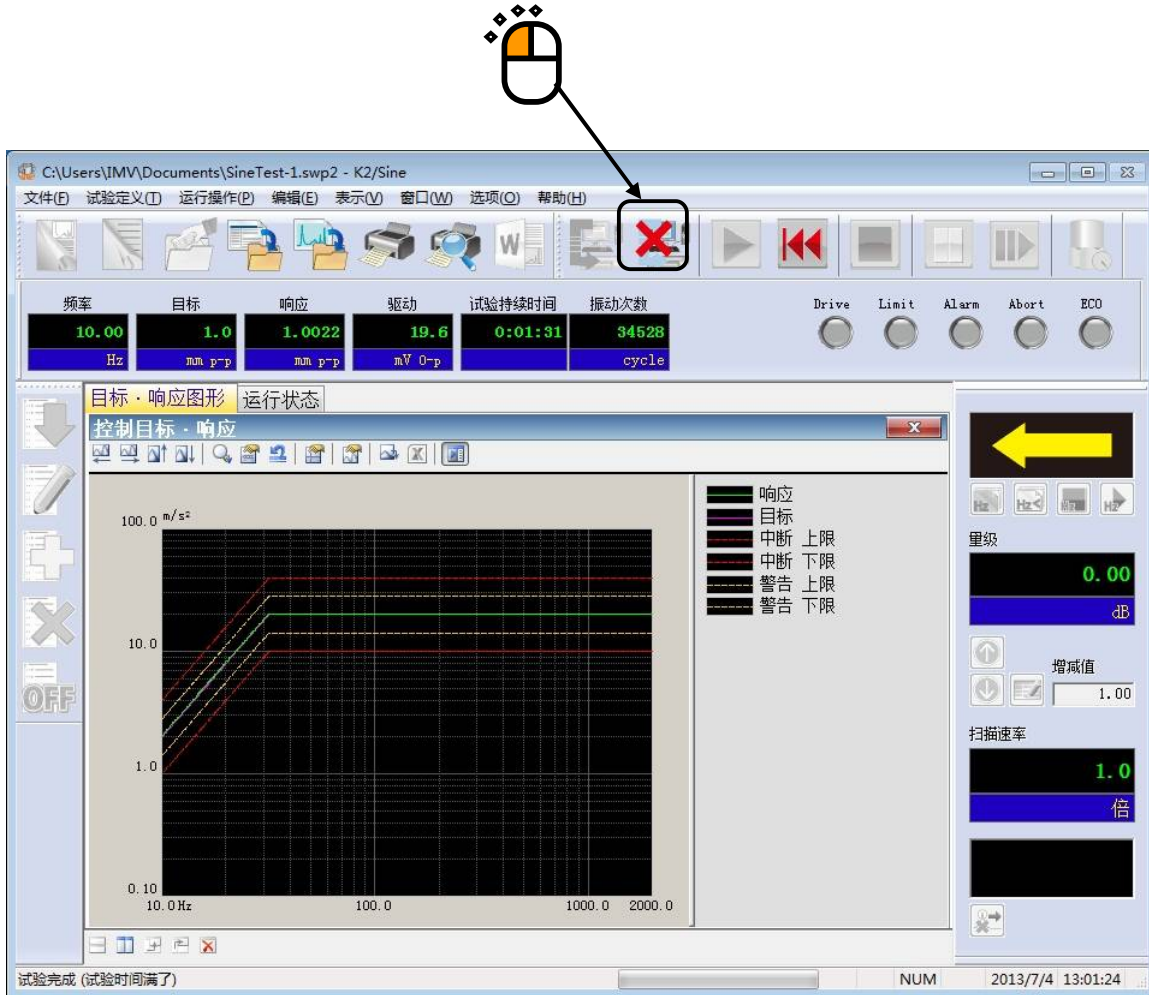 C:\Users\IMV\Documents\SineTest-1.swp2 - K2/Sine
文件(F) 试验定义(T) 运行操作(P) 编辑(E) 表示(V) 窗口(W) 选项(O) 帮助(H)
W
频率 目标 响应 驱动 试验持续时间 振动次数 Drive Limit Alarm Abort ECO
10.00 1.0 1.0022 19.6 0:01:31 34528
Hz mm p-p mm p-p mV 0-p cycle
目标・响应图形 运行状态
控制目标・响应
响应
目标
中断 上限
中断 下限
警告 上限
警告 下限
100.0 m/s²
10.0
1.0
0.10
10.0Hz 100.0 1000.0 2000.0
OFF
Hz Hz Hz
量级
0.00
dB
增减值
1.00
扫描速率
1.0
倍
试验完成 (试验时间满了) NUM 2013/7/4 13:01:24